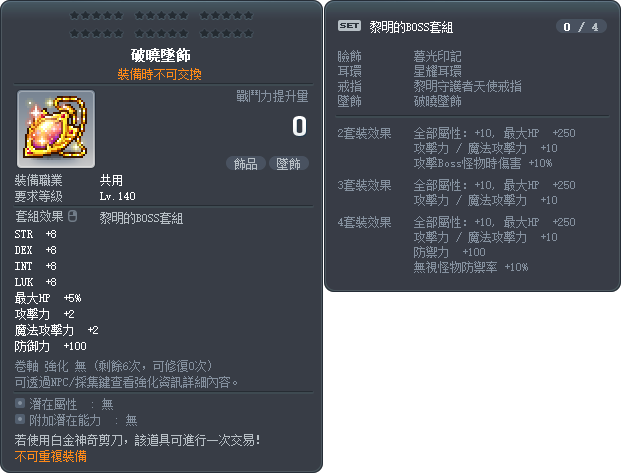 破曉墜飾
裝備時不可交換
戰鬥力提升量
0
飾品 墜飾
裝備職業 共用
要求等級 Lv.140
套組效果 黎明的BOSS套組
STR +8
DEX +8
INT +8
LUK +8
最大HP +5%
攻擊力 +2
魔法攻擊力 +2
防御力 +100
卷軸 強化 無 (剩餘6次, 可修復0次)
可透過NPC/採集鍵查看強化資訊詳細內容。
潛在屬性 : 無
附加潛在能力 : 無
若使用白金神奇剪刀, 該道具可進行一次交易!
不可重複裝備
SET 黎明的BOSS套組 0 / 4
臉飾 暮光印記
耳環 星耀耳環
戒指 黎明守護者天使戒指
墜飾 破曉墜飾
2套裝效果 全部屬性: +10, 最大HP +250
攻擊力 / 魔法攻擊力 +10
攻擊Boss怪物時傷害 +10%
3套裝效果 全部屬性: +10, 最大HP +250
攻擊力 / 魔法攻擊力 +10
4套裝效果 全部屬性: +10, 最大HP +250
攻擊力 / 魔法攻擊力 +10
防禦力 +100
無視怪物防禦率 +10%